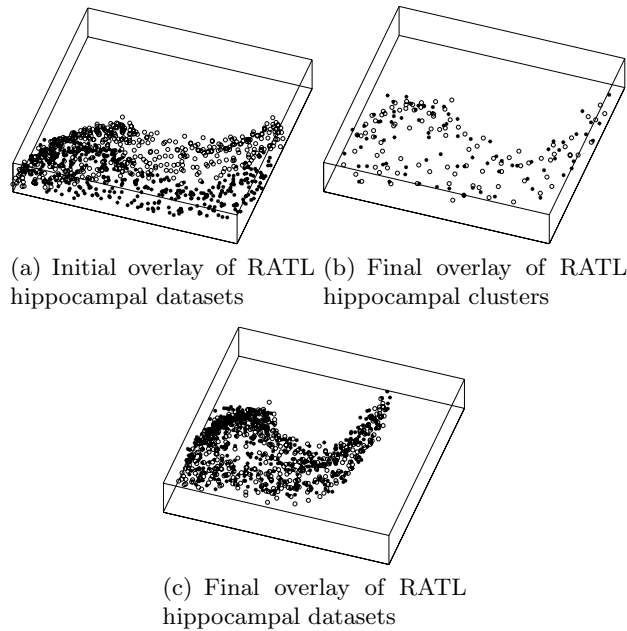 (a) Initial overlay of RATL
hippocampal datasets
(b) Final overlay of RATL
hippocampal clusters
(c) Final overlay of RATL
hippocampal datasets